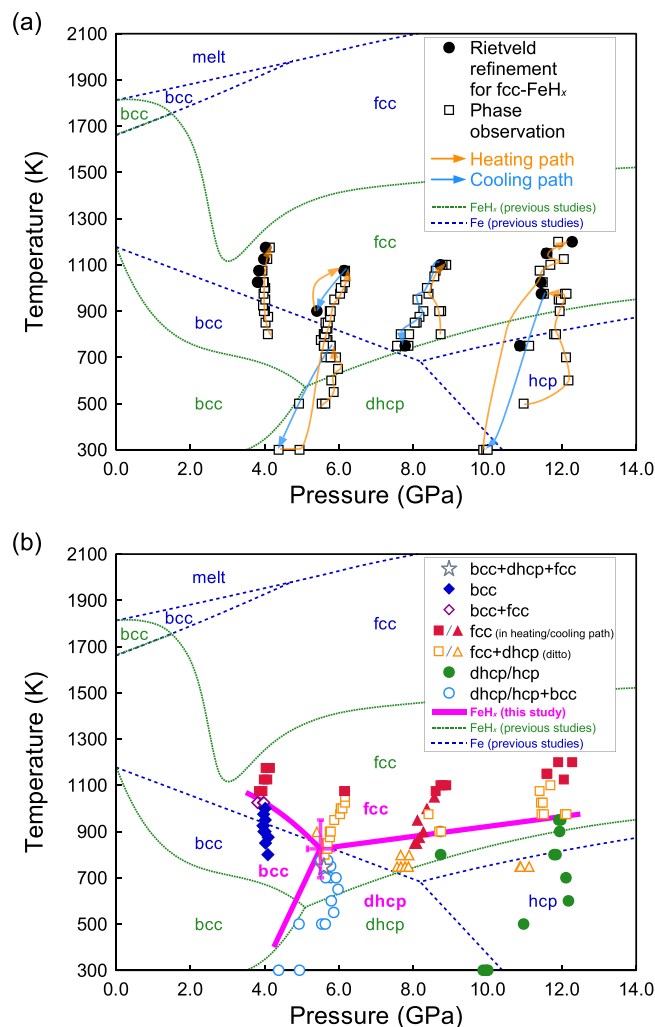 (a)
2100
1900
1700
1500
1300
1100
900
700
500
300
Temperature (K)
melt
bcc
bcc
fcc
fcc
bcc
bcc
dhcp
hcp
Rietveld
refinement
for fcc-FeHx
Phase
observation
Heating path
Cooling path
FeHx (previous studies)
Fe (previous studies)
0.0 2.0 4.0 6.0 8.0 10.0 12.0 14.0
Pressure (GPa)
(b)
2100
1900
1700
1500
1300
1100
900
700
500
300
Temperature (K)
melt
bcc
bcc
fcc
fcc
fcc
bcc
bcc
bcc
dhcp
dhcp
hcp
bcc+dhcp+fcc
bcc
bcc+fcc
/ fcc (in heating/cooling path)
/ fcc+dhcp (ditto)
dhcp/hcp
dhcp/hcp+bcc
FeHx (this study)
FeHx (previous studies)
Fe (previous studies)
0.0 2.0 4.0 6.0 8.0 10.0 12.0 14.0
Pressure (GPa)